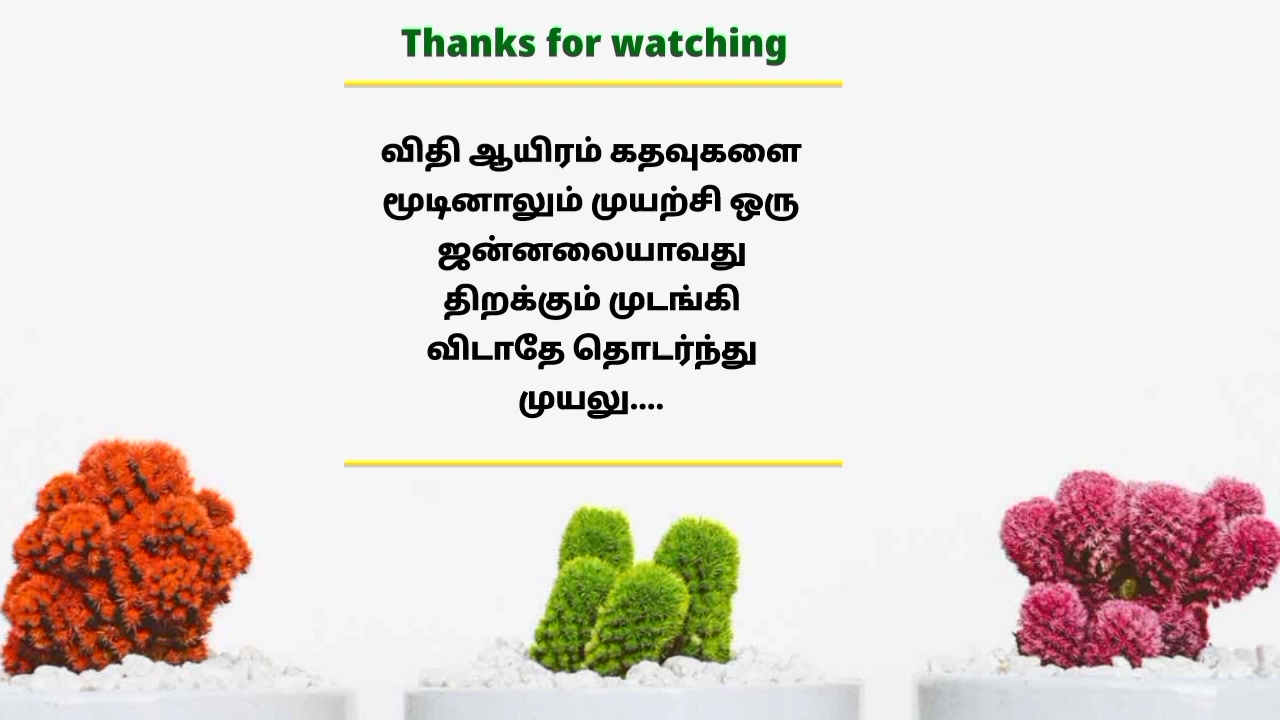 Thanks for watching
விதி ஆயிரம் கதவுகளை
மூடினாலும் முயற்சி ஒரு
ஜன்னலையாவது
திறக்கும் முடங்கி
விடாதே தொடர்ந்து
முயலு....